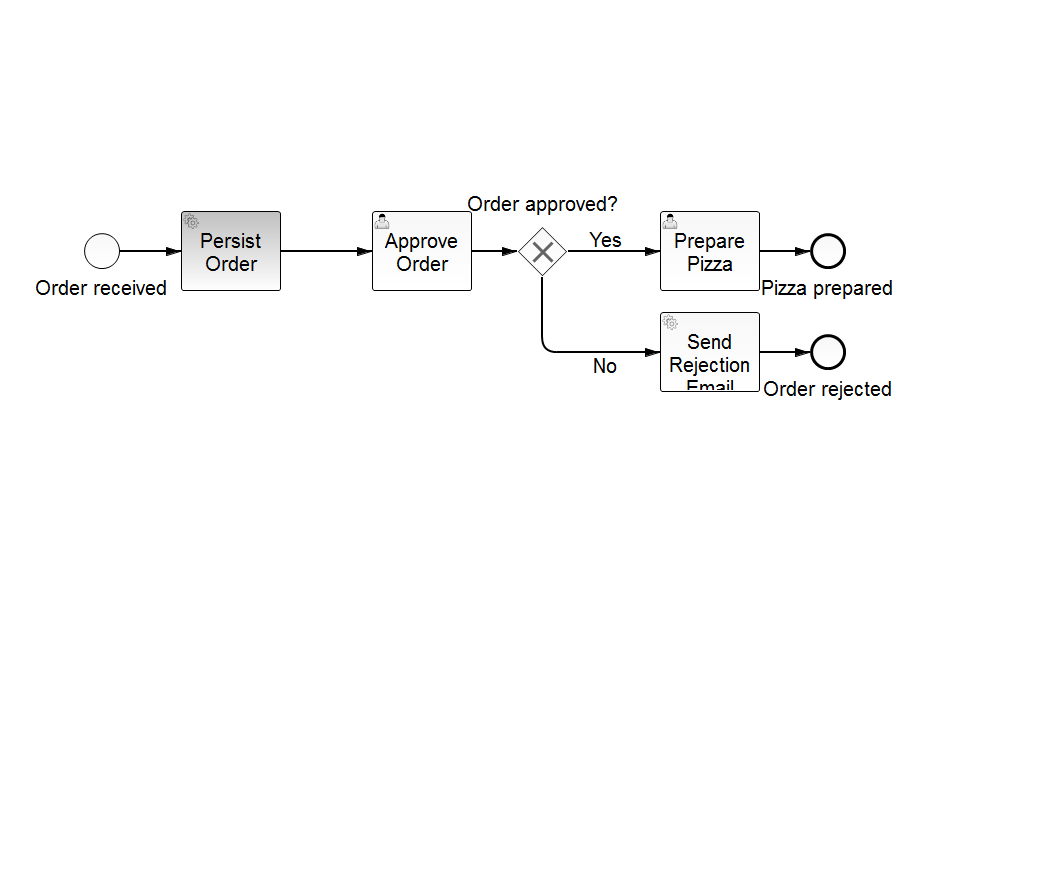 Order approved?
Persist
Order
Approve
Order
Yes
Prepare
Pizza
Order received
Pizza prepared
Send
Rejection
Email
No
Order rejected